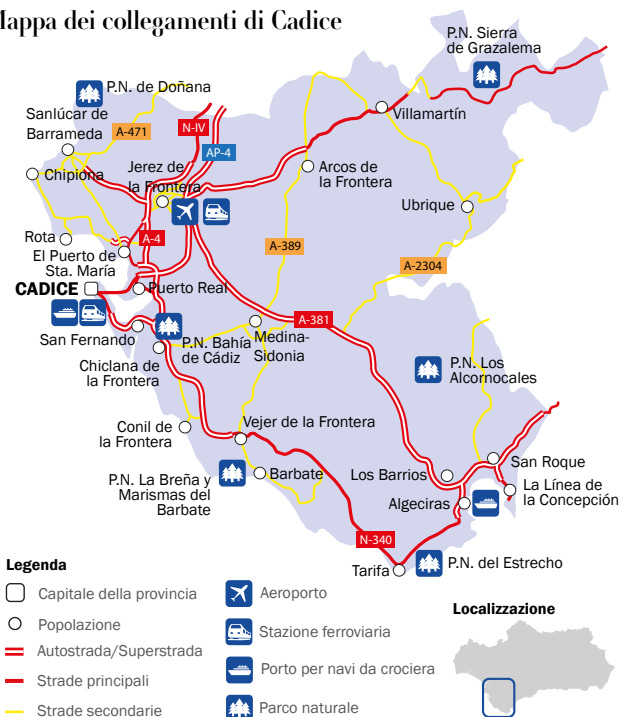 Mappa dei collegamenti di Cadice
P.N. Sierra
de Grazalema
P.N. de Doñana
Sanlúcar de
Barrameda
A-471
N-IV
AP-4
Villamartín
Chipiona
Jerez de
la Frontera
Arcos de
la Frontera
Ubrique
Rota
A-4
A-389
El Puerto de
Sta. María
A-2304
CADICE
Puerto Real
A-381
San Fernando
P.N. Bahía
de Cádiz
Medina-
Sidonia
Chiclana de
la Frontera
P.N. Los
Alcornocales
Conil de
la Frontera
Vejer de la Frontera
P.N. La Breña y
Marismas del
Barbate
Barbate
Los Barrios
San Roque
La Línea de
la Concepción
Algeciras
N-340
Tarifa
P.N. del Estrecho
Legenda
Capitale della provincia
Popolazione
Autostrada/Superstrada
Strade principali
Strade secondarie
Aeroporto
Stazione ferroviaria
Porto per navi da crociera
Parco naturale
Localizzazione